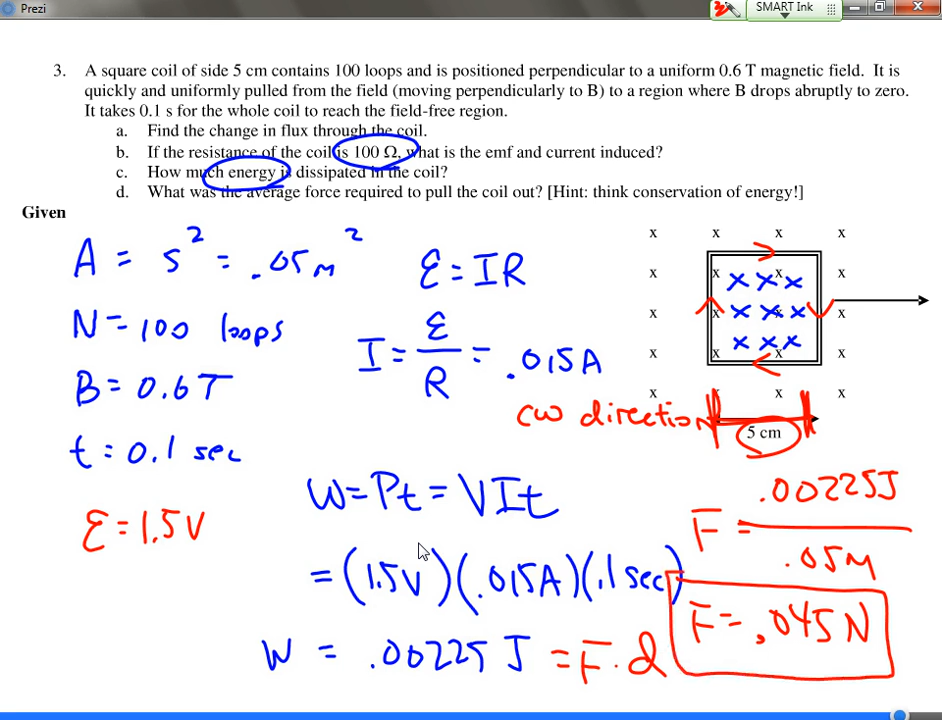 Prezi
SMART Ink
3. A square coil of side 5 cm contains 100 loops and is positioned perpendicular to a uniform 0.6 T magnetic field. It is
quickly and uniformly pulled from the field (moving perpendicularly to B) to a region where B drops abruptly to zero.
It takes 0.1 s for the whole coil to reach the field-free region.
a. Find the change in flux through the coil.
b. If the resistance of the coil is 100 Ω, what is the emf and current induced?
c. How much energy is dissipated in the coil?
d. What was the average force required to pull the coil out? [Hint: think conservation of energy!]
Given
A = s² = .05m²
N = 100 loops
B = 0.6T
t = 0.1 sec
ℰ = 1.5V
ℰ = IR
I = ℰ/R = .015A
cw direction
x x x x
x x x x
x x x x
x x x x
x x x x
x x x
x x x
x x x
5 cm
W = Pt = VIt
= (1.5V)(.015A)(.1 sec)
W = .00225 J = F·d
F = .00225J / .05m
F = .045N